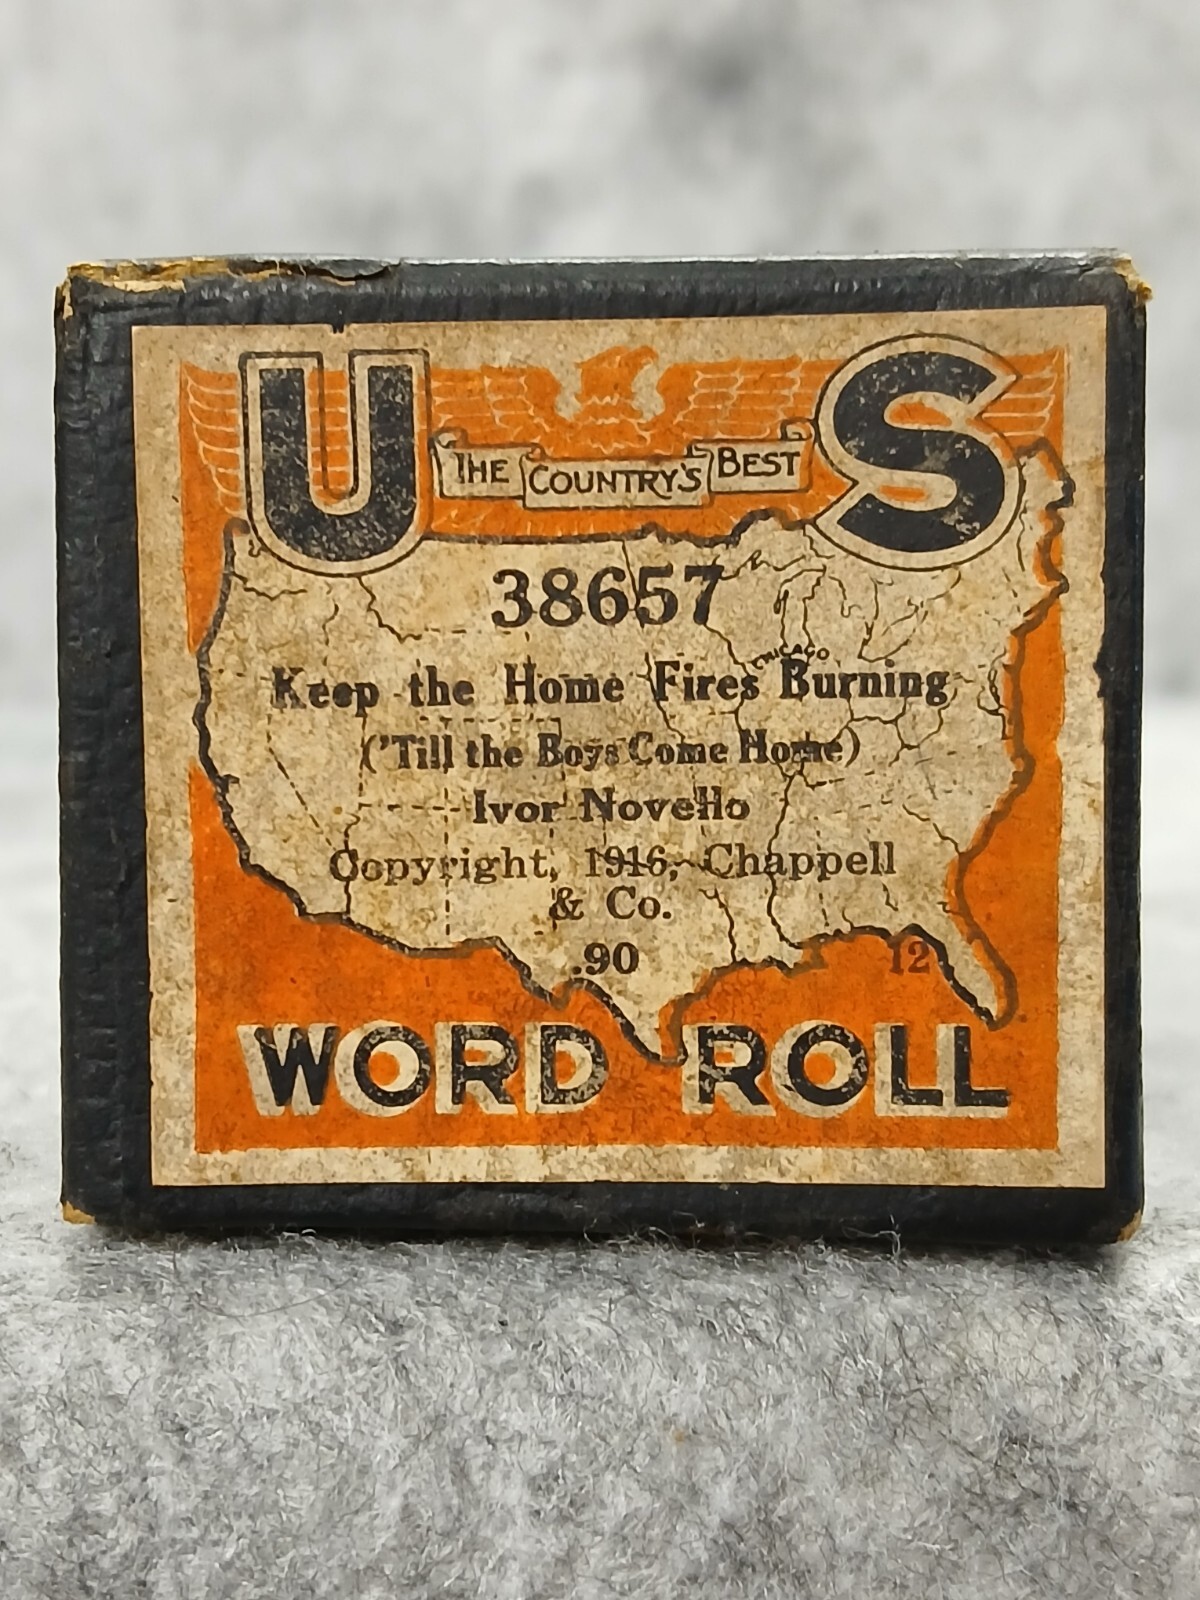 U S
THE COUNTRY'S BEST
38657
CHICAGO
Keep the Home Fires Burning
('Till the Boys Come Home)
Ivor Novello
Copyright, 1916, Chappell
& Co.
.90 12
WORD ROLL